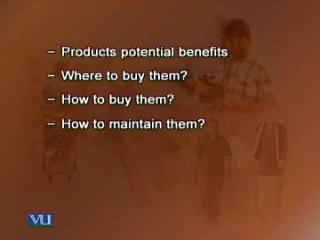 – Products potential benefits
– Where to buy them?
– How to buy them?
– How to maintain them?
VU